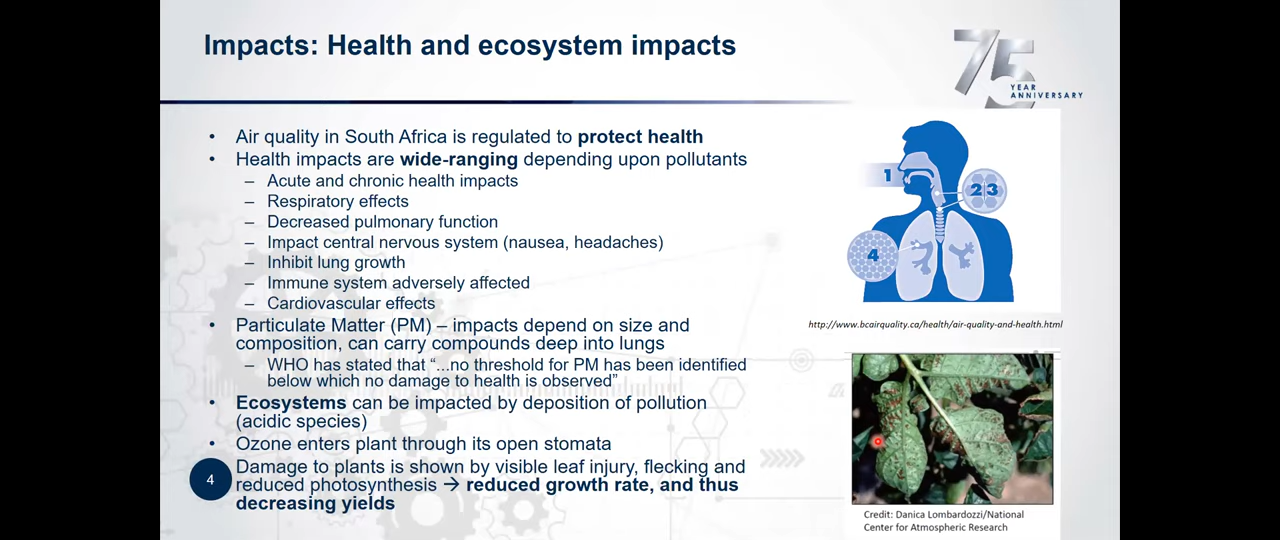 Impacts: Health and ecosystem impacts
75
YEAR
ANNIVERSARY
• Air quality in South Africa is regulated to protect health
• Health impacts are wide-ranging depending upon pollutants
– Acute and chronic health impacts
– Respiratory effects
– Decreased pulmonary function
– Impact central nervous system (nausea, headaches)
– Inhibit lung growth
– Immune system adversely affected
– Cardiovascular effects
• Particulate Matter (PM) – impacts depend on size and
composition, can carry compounds deep into lungs
– WHO has stated that “...no threshold for PM has been identified
below which no damage to health is observed”
• Ecosystems can be impacted by deposition of pollution
(acidic species)
• Ozone enters plant through its open stomata
Damage to plants is shown by visible leaf injury, flecking and
reduced photosynthesis → reduced growth rate, and thus
decreasing yields
4
1
2 3
4
http://www.bcairquality.ca/health/air-quality-and-health.html
Credit: Danica Lombardozzi/National
Center for Atmospheric Research